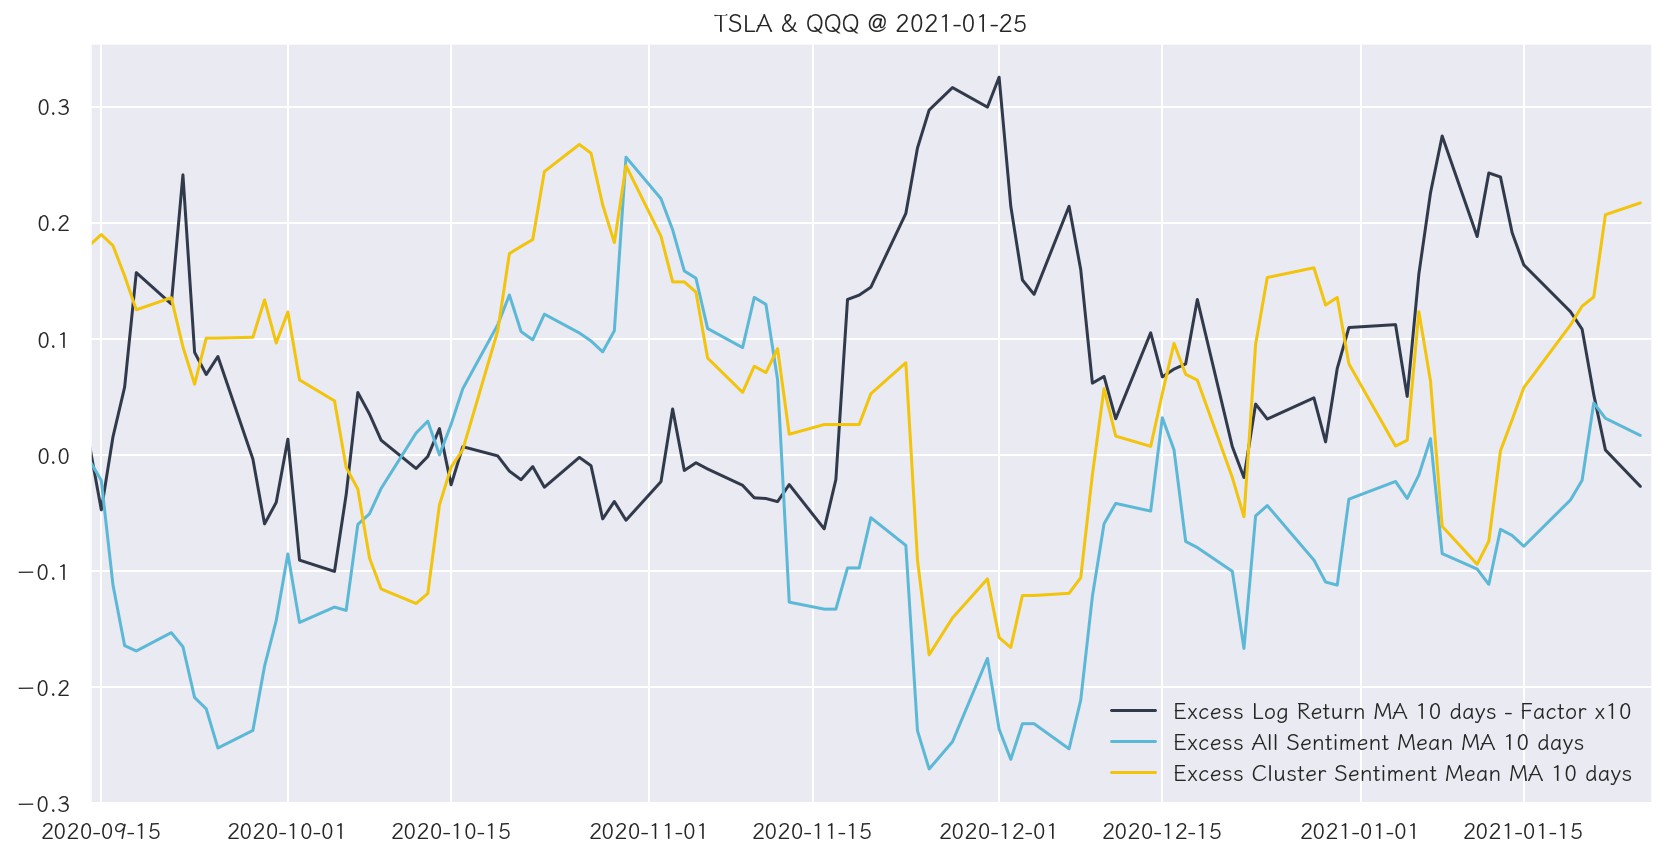 TSLA & QQQ @ 2021-01-25
0.3
0.2
0.1
0.0
−0.1
−0.2
−0.3
Excess Log Return MA 10 days - Factor x10
Excess All Sentiment Mean MA 10 days
Excess Cluster Sentiment Mean MA 10 days
2020-09-15 2020-10-01 2020-10-15 2020-11-01 2020-11-15 2020-12-01 2020-12-15 2021-01-01 2021-01-15